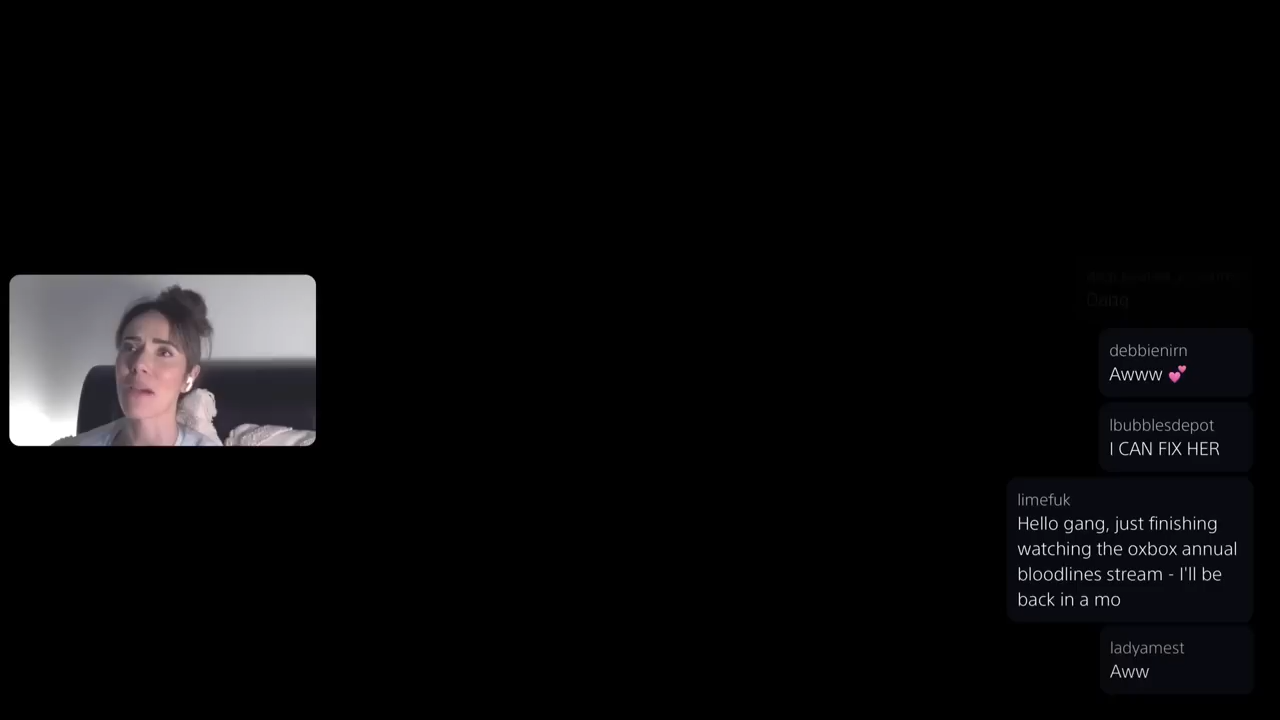 Dang
debbienirn
Awww 💕
lbubblesdepot
I CAN FIX HER
limefuk
Hello gang, just finishing
watching the oxbox annual
bloodlines stream - I'll be
back in a mo
ladyamest
Aww